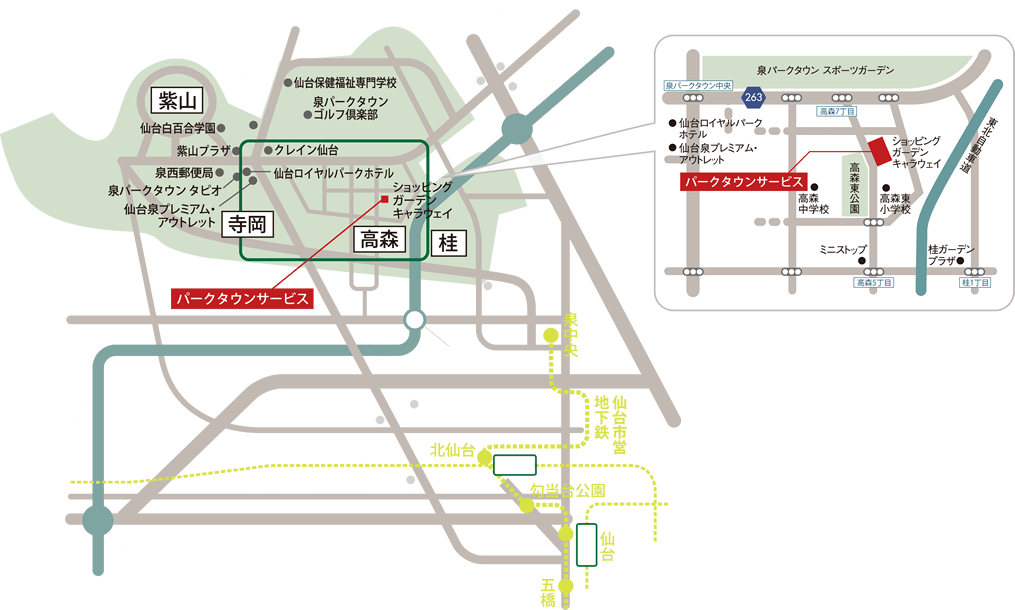 紫山
仙台保健福祉専門学校
泉パークタウン
ゴルフ倶楽部
仙台白百合学園
紫山プラザ
クレイン仙台
泉西郵便局
仙台ロイヤルパークホテル
泉パークタウン タピオ
仙台泉プレミアム・
アウトレット
ショッピング
ガーデン
キャラウェイ
寺岡
高森
桂
パークタウンサービス
泉中央
仙台市営
地下鉄
北仙台
勾当台公園
仙台
五橋
泉パークタウン スポーツガーデン
泉パークタウン中央
263
高森7丁目
仙台ロイヤルパーク
ホテル
仙台泉プレミアム・
アウトレット
ショッピング
ガーデン
キャラウェイ
東北自動車道
パークタウンサービス
高森
中学校
高森東公園
高森東
小学校
ミニストップ
桂ガーデン
プラザ
高森5丁目
桂1丁目